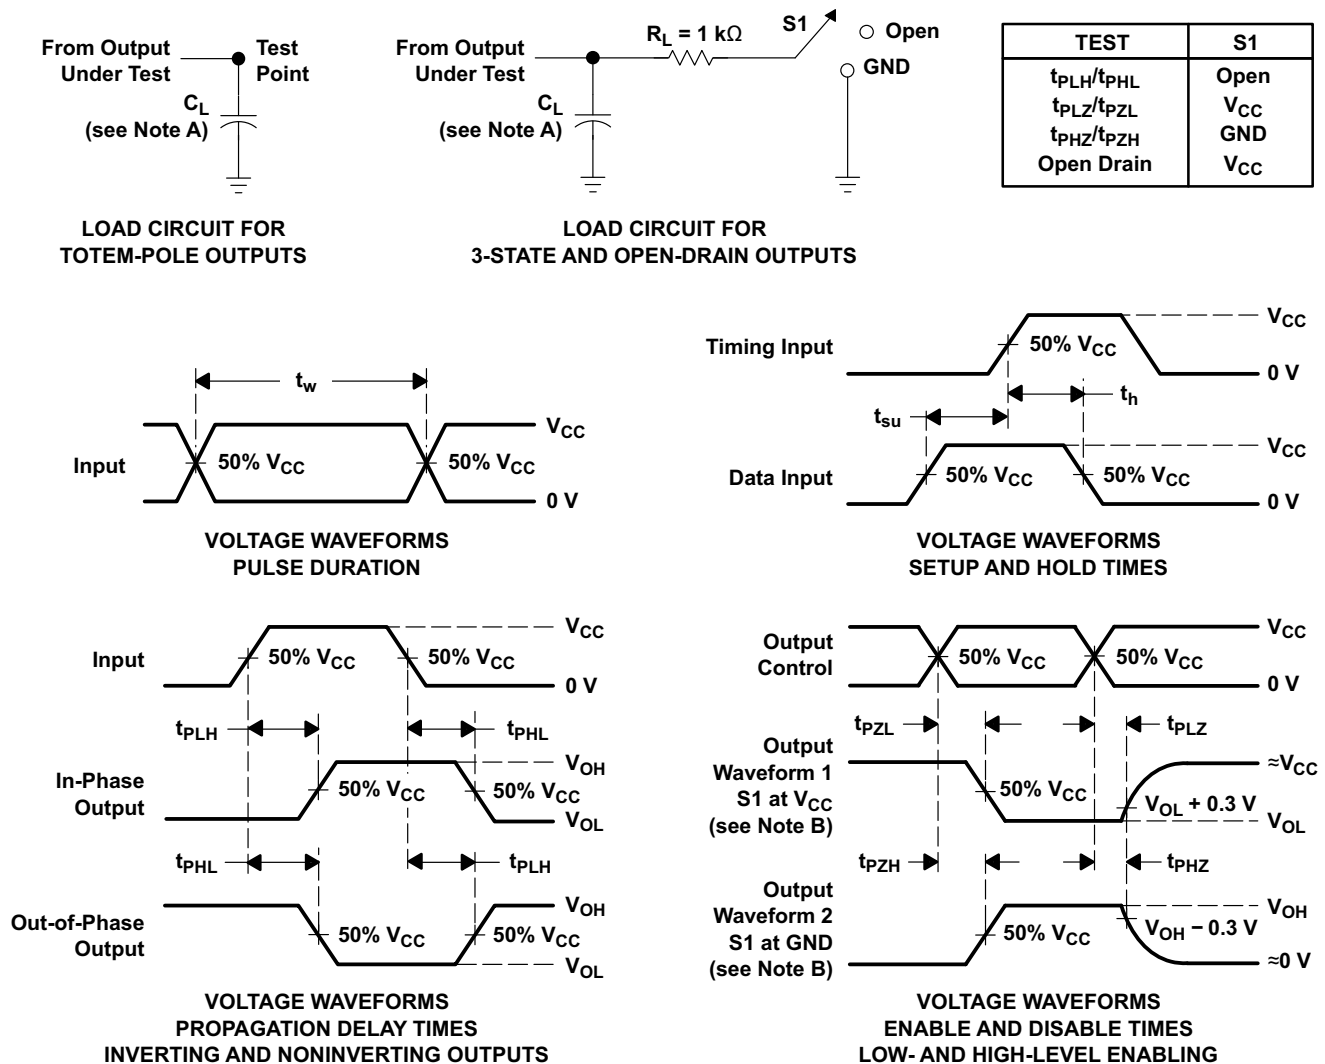 From Output
Under Test
Test
Point
CL
(see Note A)
LOAD CIRCUIT FOR
TOTEM-POLE OUTPUTS
From Output
Under Test
RL = 1 kΩ
S1
Open
GND
CL
(see Note A)
LOAD CIRCUIT FOR
3-STATE AND OPEN-DRAIN OUTPUTS
TEST S1
tPLH/tPHL Open
tPLZ/tPZL VCC
tPHZ/tPZH GND
Open Drain VCC
tw
Input
VCC
50% VCC
50% VCC
0 V
VOLTAGE WAVEFORMS
PULSE DURATION
Timing Input
50% VCC
VCC
0 V
tsu
th
Data Input
50% VCC
50% VCC
VCC
0 V
VOLTAGE WAVEFORMS
SETUP AND HOLD TIMES
Input
50% VCC
50% VCC
VCC
0 V
tPLH
tPHL
In-Phase
Output
50% VCC
50% VCC
VOH
VOL
tPHL
tPLH
Out-of-Phase
Output
50% VCC
50% VCC
VOH
VOL
VOLTAGE WAVEFORMS
PROPAGATION DELAY TIMES
INVERTING AND NONINVERTING OUTPUTS
Output
Control
50% VCC
50% VCC
VCC
0 V
tPZL
tPLZ
Output
Waveform 1
S1 at VCC
(see Note B)
50% VCC
≈VCC
VOL + 0.3 V
VOL
tPZH
tPHZ
Output
Waveform 2
S1 at GND
(see Note B)
50% VCC
VOH
VOH − 0.3 V
≈0 V
VOLTAGE WAVEFORMS
ENABLE AND DISABLE TIMES
LOW- AND HIGH-LEVEL ENABLING